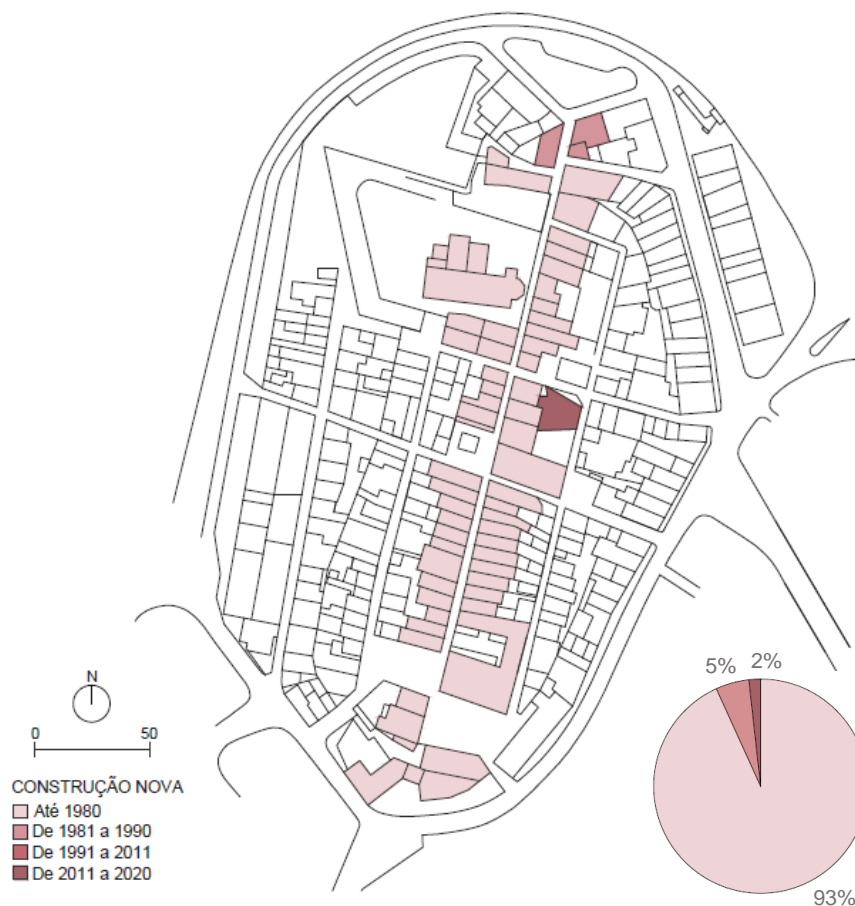 N
0 50
CONSTRUÇÃO NOVA
Até 1980
De 1981 a 1990
De 1991 a 2011
De 2011 a 2020
5% 2%
93%